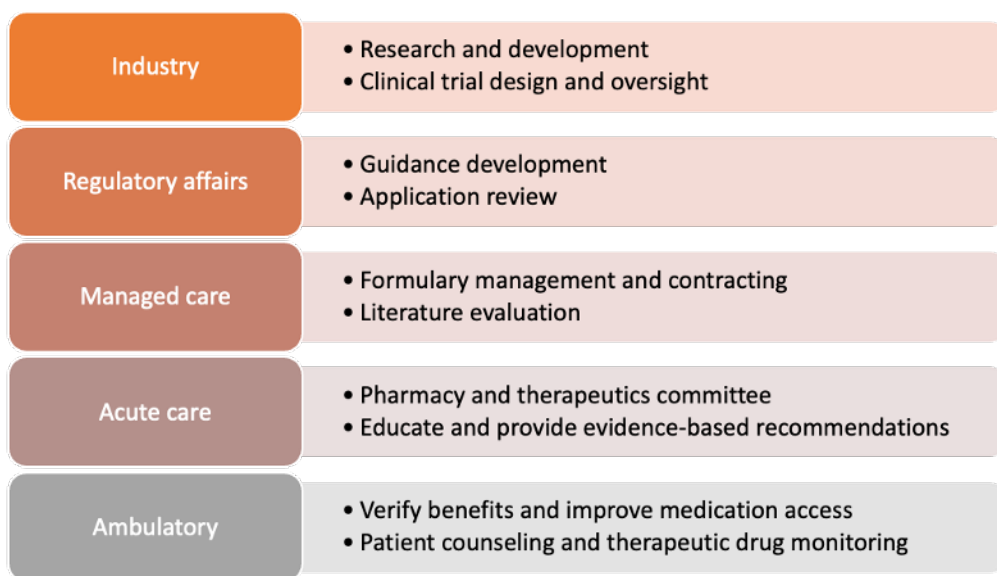 Industry
• Research and development
• Clinical trial design and oversight
Regulatory affairs
• Guidance development
• Application review
Managed care
• Formulary management and contracting
• Literature evaluation
Acute care
• Pharmacy and therapeutics committee
• Educate and provide evidence-based recommendations
Ambulatory
• Verify benefits and improve medication access
• Patient counseling and therapeutic drug monitoring